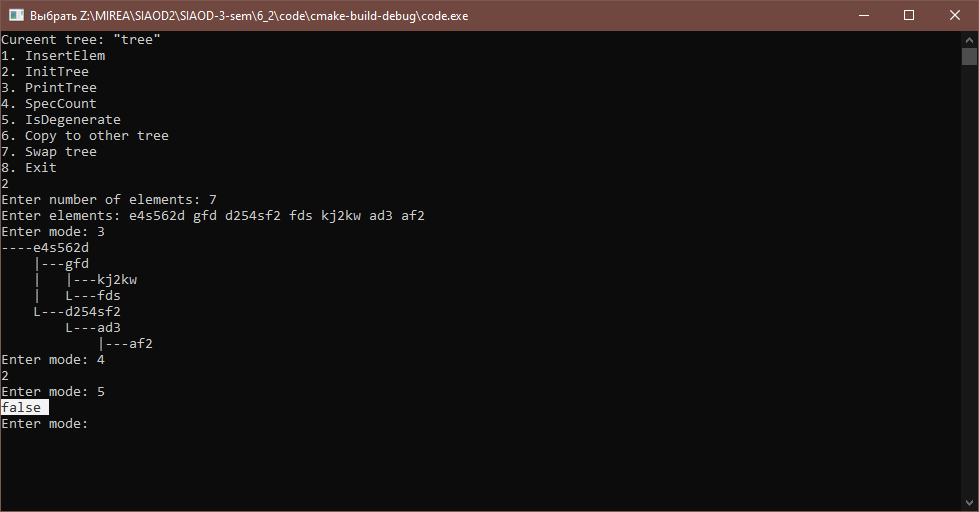 Выбрать Z:\MIREA\SIAOD2\SIAOD-3-sem\6_2\code\cmake-build-debug\code.exe
Cureent tree: "tree"
1. InsertElem
2. InitTree
3. PrintTree
4. SpecCount
5. IsDegenerate
6. Copy to other tree
7. Swap tree
8. Exit
2
Enter number of elements: 7
Enter elements: e4s562d gfd d254sf2 fds kj2kw ad3 af2
Enter mode: 3
----e4s562d
    |---gfd
    |   |---kj2kw
    |   L---fds
    L---d254sf2
        L---ad3
            |---af2
Enter mode: 4
2
Enter mode: 5
false
Enter mode: